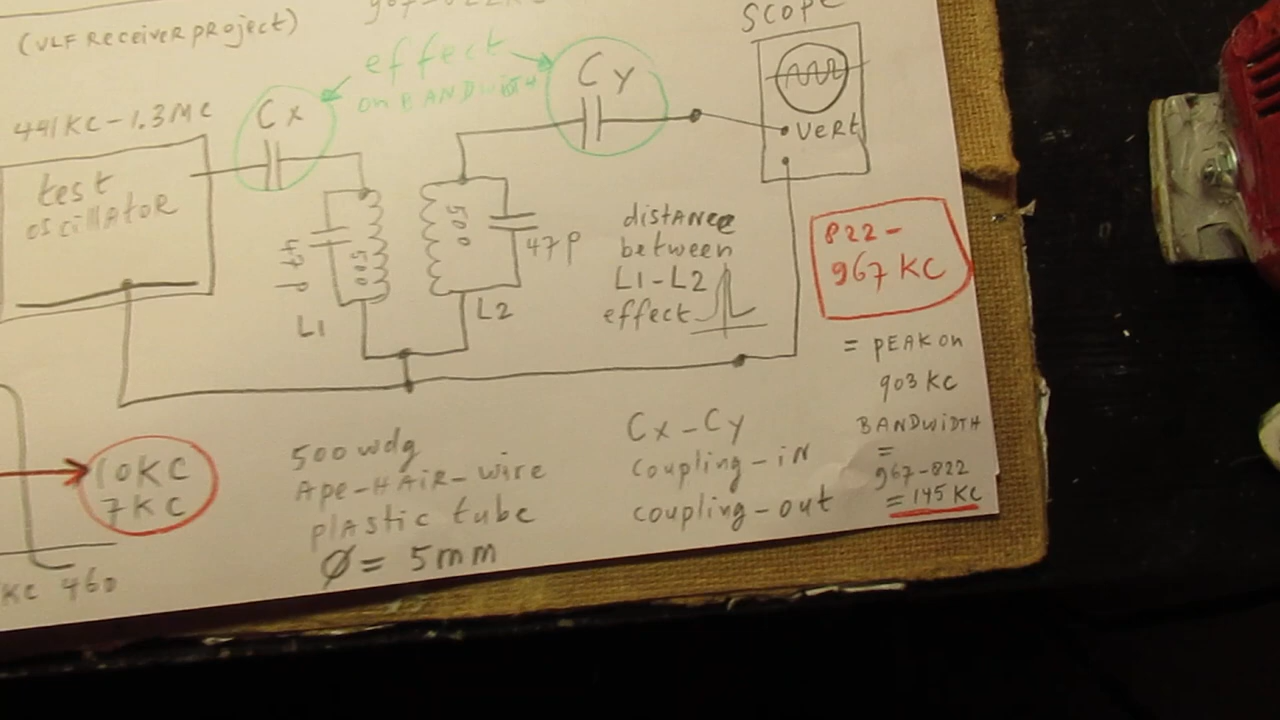 (VLF Receiver project)
SCOPE
effect
on BANDWidtH
Cx
Cy
441KC-1.3MC
Vert
test
oscillAtoR
47P
500
500
47P
L1
L2
distANce
between
L1-L2
effect
822-
967 KC
= PEAK on
903 KC
BANDWiDTH
=
967-822
= 145 KC
10KC
7KC
500 wdg
Ape-HAiR-wire
plAstic tube
Ø = 5mm
Cx-Cy
coupling-iN
coupling-out
KC 460